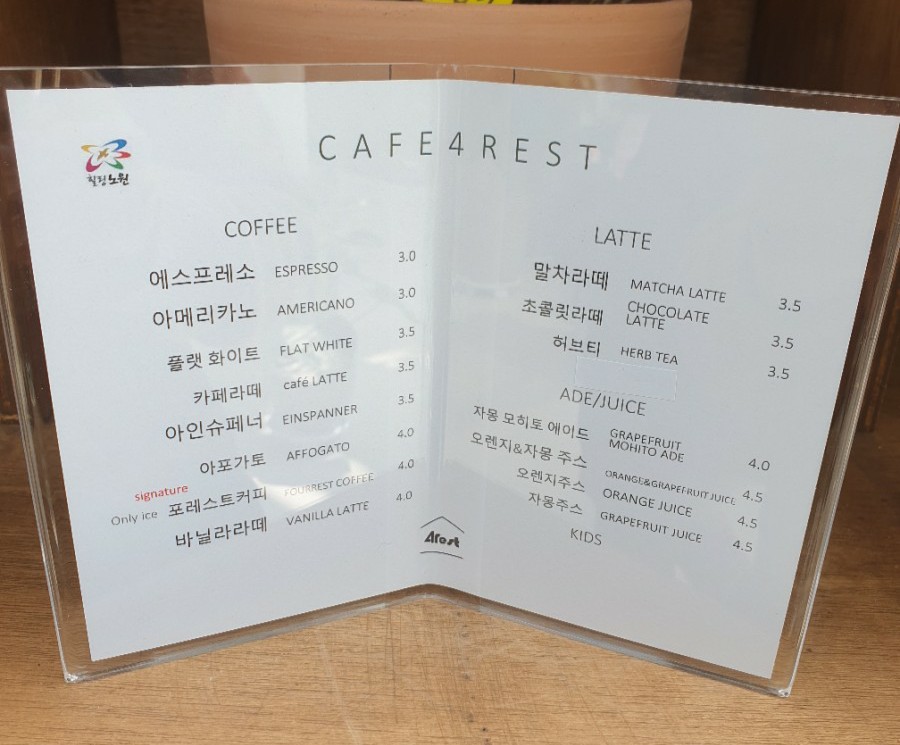 CAFE4REST
힐링노원
COFFEE
에스프레소 ESPRESSO 3.0
아메리카노 AMERICANO 3.0
플랫 화이트 FLAT WHITE 3.5
카페라떼 café LATTE 3.5
아인슈페너 EINSPANNER 3.5
아포가토 AFFOGATO 4.0
signature
Only ice 포레스트커피 FOURREST COFFEE 4.0
바닐라라떼 VANILLA LATTE 4.0
LATTE
말차라떼 MATCHA LATTE 3.5
초콜릿라떼 CHOCOLATE
LATTE 3.5
허브티 HERB TEA 3.5
ADE/JUICE
자몽 모히토 에이드 GRAPEFRUIT
MOHITO ADE 4.0
오렌지&자몽 주스 ORANGE&GRAPEFRUIT JUICE 4.5
오렌지주스 ORANGE JUICE 4.5
자몽주스 GRAPEFRUIT JUICE 4.5
KIDS
4rest